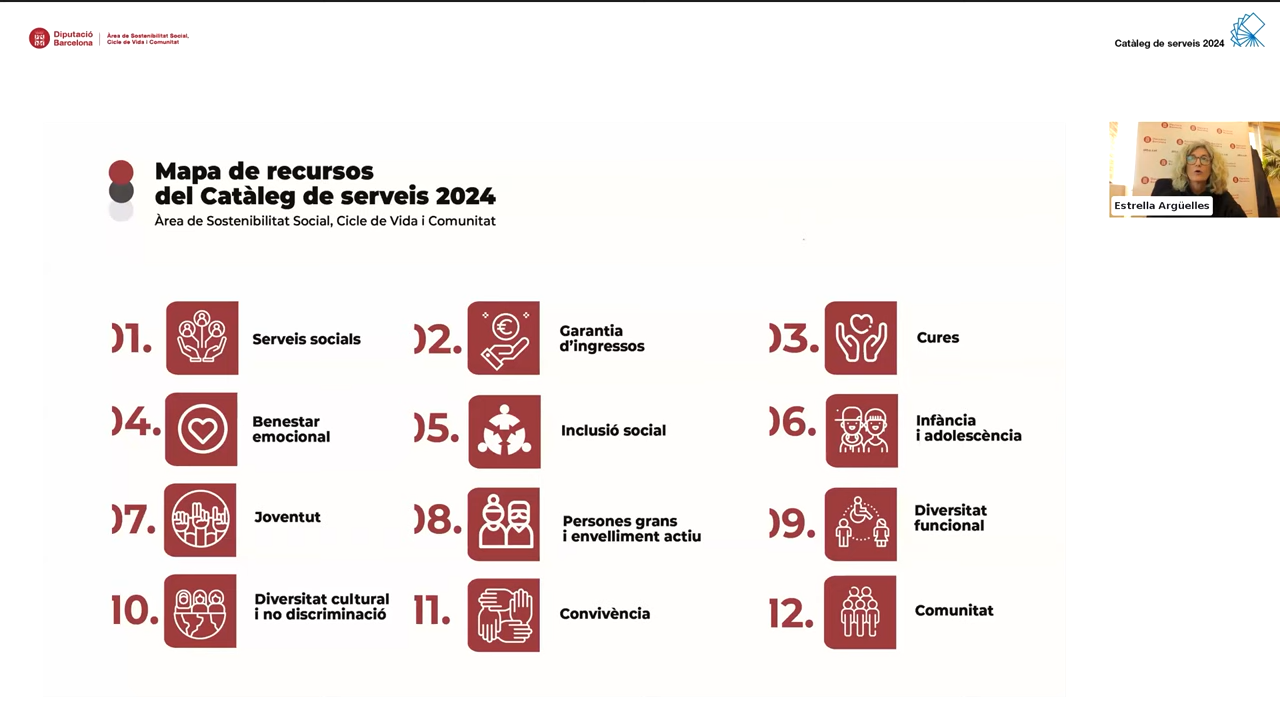 Diputació
Barcelona
Àrea de Sostenibilitat Social,
Cicle de Vida i Comunitat
Catàleg de serveis 2024
Mapa de recursos
del Catàleg de serveis 2024
Àrea de Sostenibilitat Social, Cicle de Vida i Comunitat
Estrella Argüelles
01.
Serveis socials
02.
Garantia
d'ingressos
03.
Cures
04.
Benestar
emocional
05.
Inclusió social
06.
Infància
i adolescència
07.
Joventut
08.
Persones grans
i envelliment actiu
09.
Diversitat
funcional
10.
Diversitat cultural
i no discriminació
11.
Convivència
12.
Comunitat